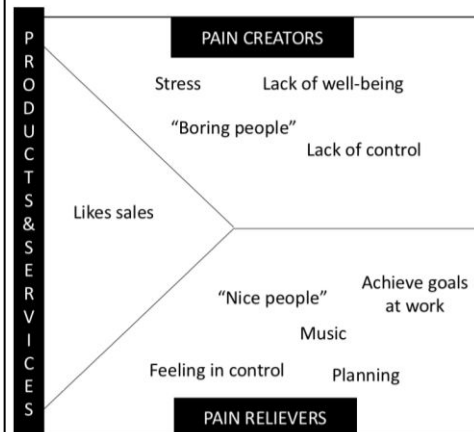 PRODUCTS&SERVICES
PAIN CREATORS
Stress
Lack of well-being
“Boring people”
Lack of control
Likes sales
“Nice people”
Achieve goals
at work
Music
Feeling in control
Planning
PAIN RELIEVERS